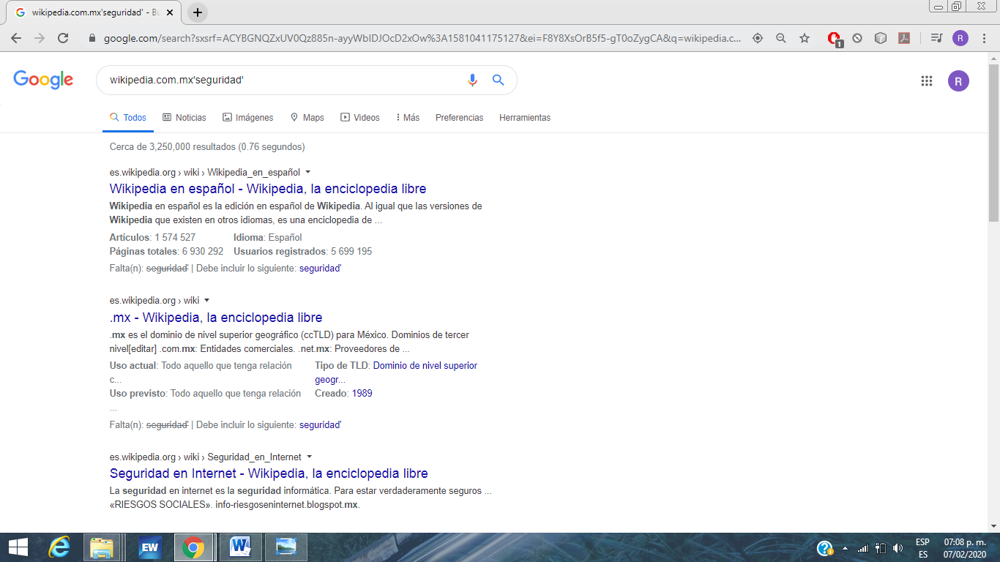 wikipedia.com.mx'seguridad' - Bu
google.com/search?sxsrf=ACYBGNQZxUV0Qz885n-ayyWbIDJOcD2xOw%3A1581041175127&ei=F8Y8XsOrB5f5-gT0oZygCA&q=wikipedia.c...
1
R
Google
wikipedia.com.mx'seguridad'
R
Todos Noticias Imágenes Maps Videos Más Preferencias Herramientas
Cerca de 3,250,000 resultados (0.76 segundos)
es.wikipedia.org › wiki › Wikipedia_en_español
Wikipedia en español - Wikipedia, la enciclopedia libre
Wikipedia en español es la edición en español de Wikipedia. Al igual que las versiones de
Wikipedia que existen en otros idiomas, es una enciclopedia de ...
Artículos: 1 574 527 Idioma: Español
Páginas totales: 6 930 292 Usuarios registrados: 5 699 195
Falta(n): seguridad' | Debe incluir lo siguiente: seguridad'
es.wikipedia.org › wiki
.mx - Wikipedia, la enciclopedia libre
.mx es el dominio de nivel superior geográfico (ccTLD) para México. Dominios de tercer
nivel[editar] .com.mx: Entidades comerciales. .net.mx: Proveedores de ...
Uso actual: Todo aquello que tenga relación Tipo de TLD: Dominio de nivel superior
c... geogr...
Uso previsto: Todo aquello que tenga relación Creado: 1989
...
Falta(n): seguridad' | Debe incluir lo siguiente: seguridad'
es.wikipedia.org › wiki › Seguridad_en_Internet
Seguridad en Internet - Wikipedia, la enciclopedia libre
La seguridad en internet es la seguridad informática. Para estar verdaderamente seguros ...
«RIESGOS SOCIALES». info-riesgoseninternet.blogspot.mx.
EW
W
ESP 07:08 p. m.
ES 07/02/2020